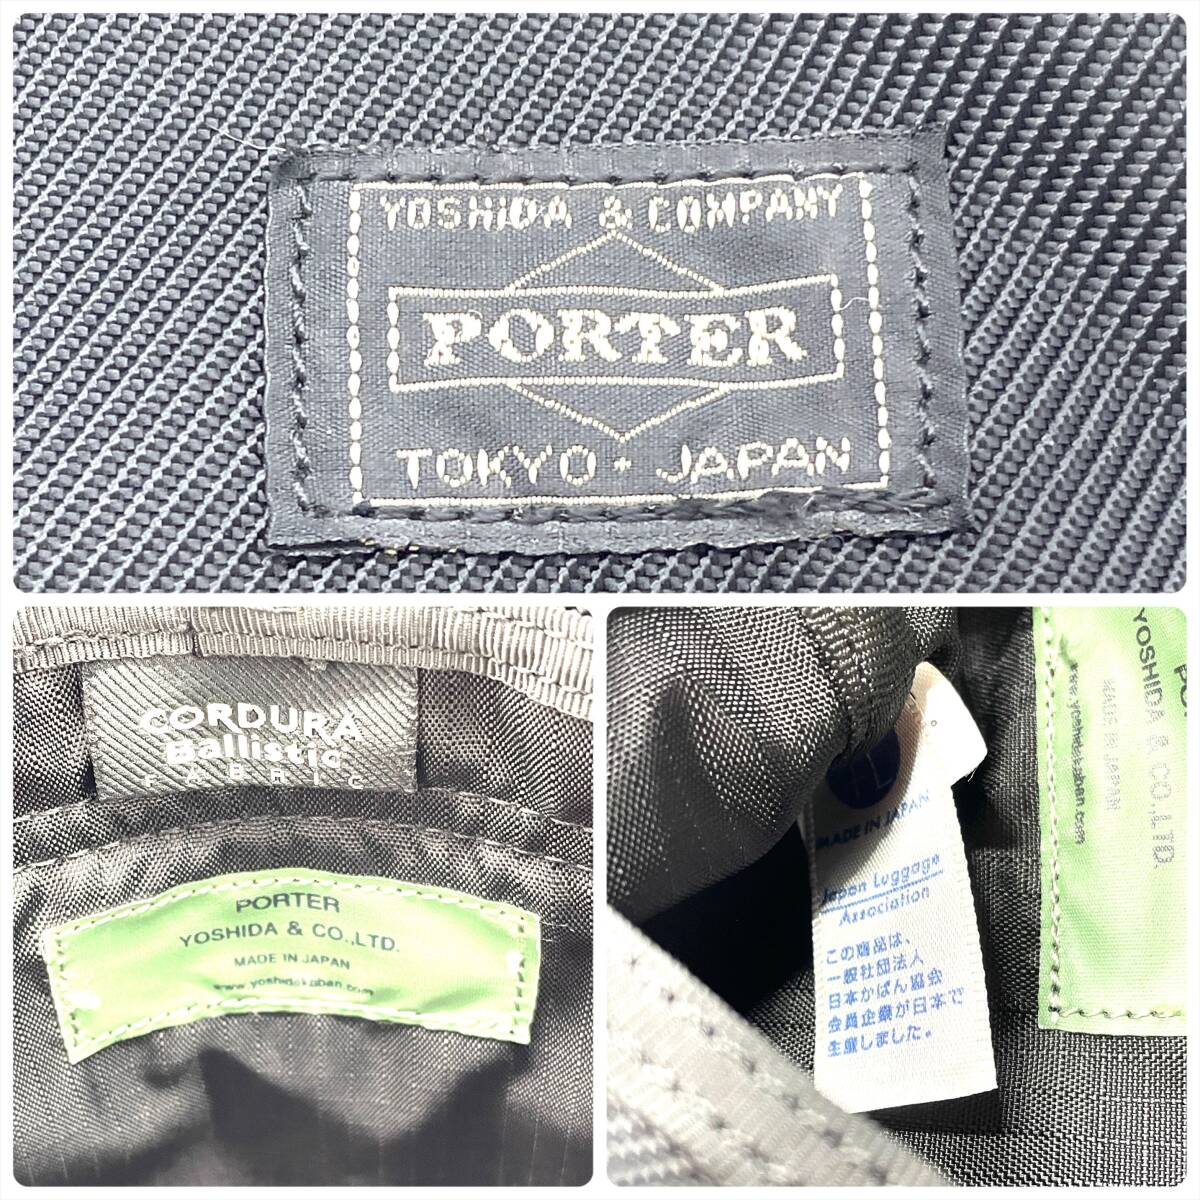 YOSHIDA & COMPANY
PORTER
TOKYO · JAPAN
CORDURA
Ballistic
FABRIC
PORTER
YOSHIDA & CO.,LTD.
MADE IN JAPAN
www.yoshidakaban.com
MADE IN JAPAN
Japan Luggage
Association
この商品は、
一般社団法人
日本かばん協会
会員企業が日本で
生産しました。
YOSHIDA & CO.,LTD.
MADE IN JAPAN
www.yoshidakaban.com